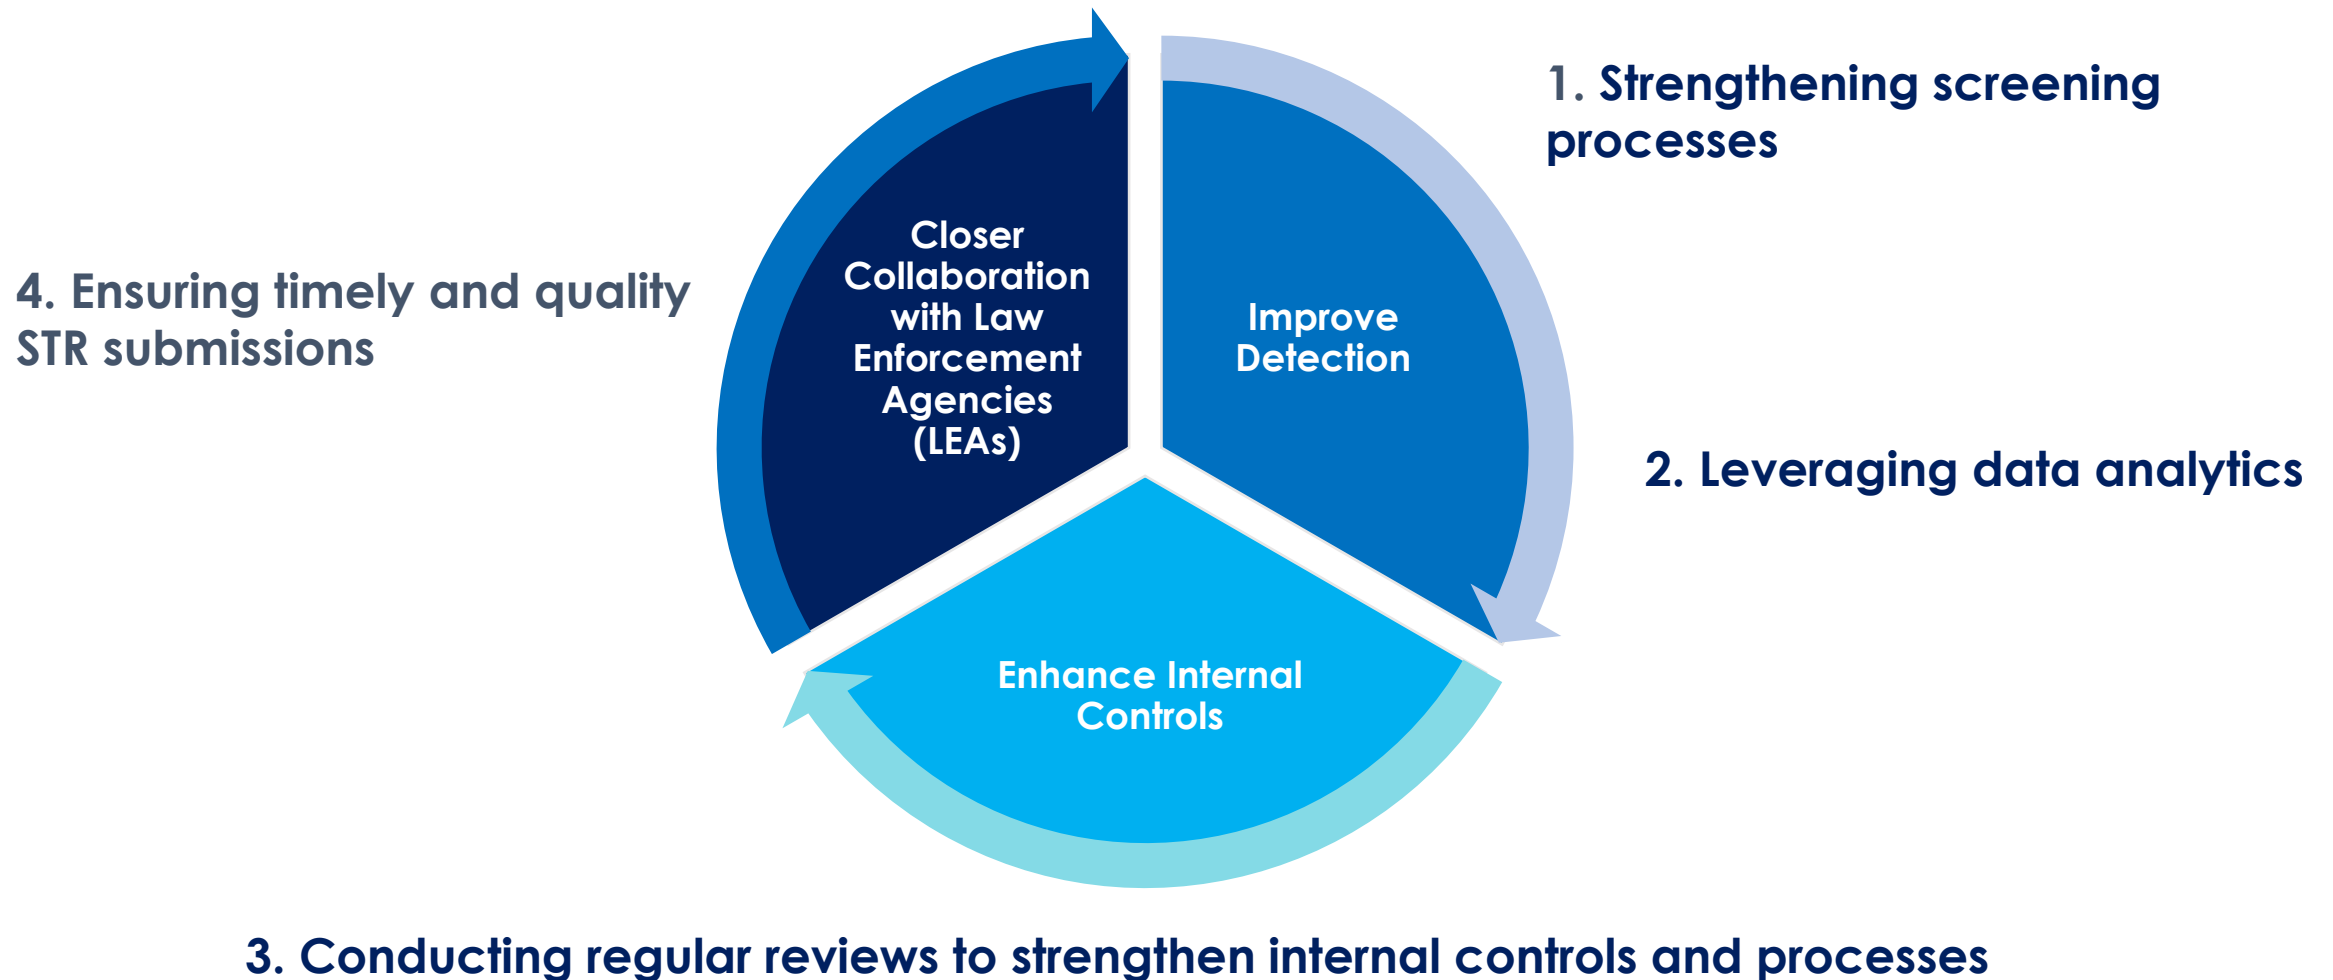 1. Strengthening screening
processes
2. Leveraging data analytics
3. Conducting regular reviews to strengthen internal controls and processes
4. Ensuring timely and quality
STR submissions
Closer
Collaboration
with Law
Enforcement
Agencies
(LEAs)
Improve
Detection
Enhance Internal
Controls